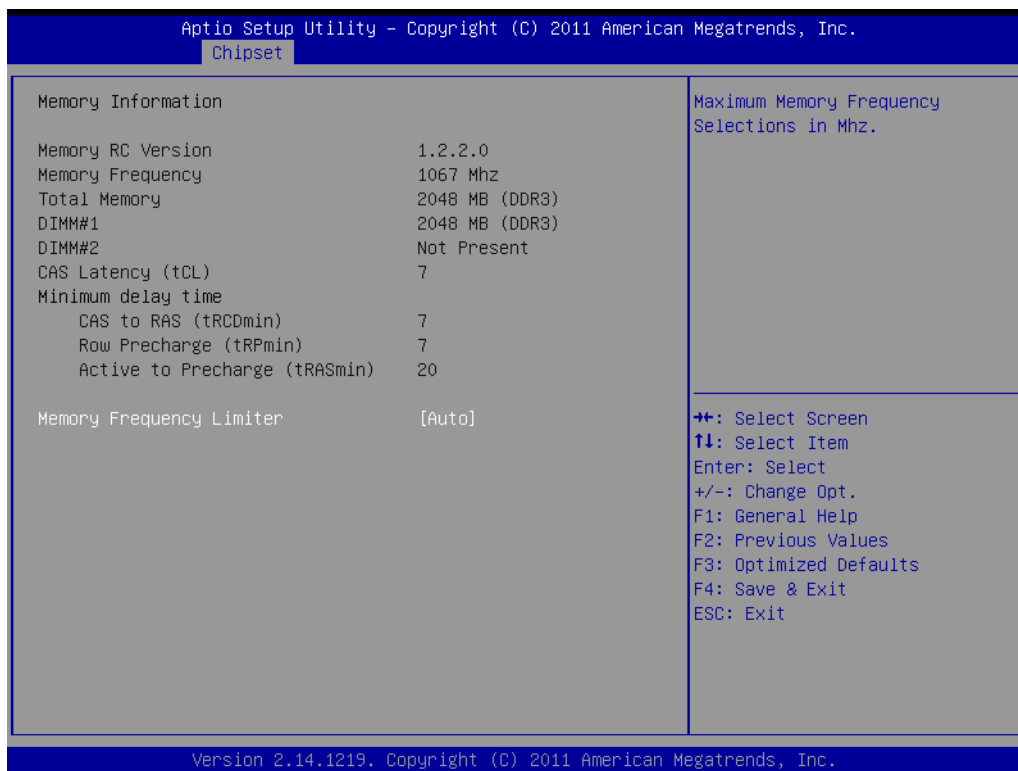 Aptio Setup Utility – Copyright (C) 2011 American Megatrends, Inc.
Chipset
Memory Information
Memory RC Version 1.2.2.0
Memory Frequency 1067 Mhz
Total Memory 2048 MB (DDR3)
DIMM#1 2048 MB (DDR3)
DIMM#2 Not Present
CAS Latency (tCL) 7
Minimum delay time
CAS to RAS (tRCDmin) 7
Row Precharge (tRPmin) 7
Active to Precharge (tRASmin) 20
Memory Frequency Limiter [Auto]
Maximum Memory Frequency
Selections in Mhz.
→←: Select Screen
↑↓: Select Item
Enter: Select
+/-: Change Opt.
F1: General Help
F2: Previous Values
F3: Optimized Defaults
F4: Save & Exit
ESC: Exit
Version 2.14.1219. Copyright (C) 2011 American Megatrends, Inc.